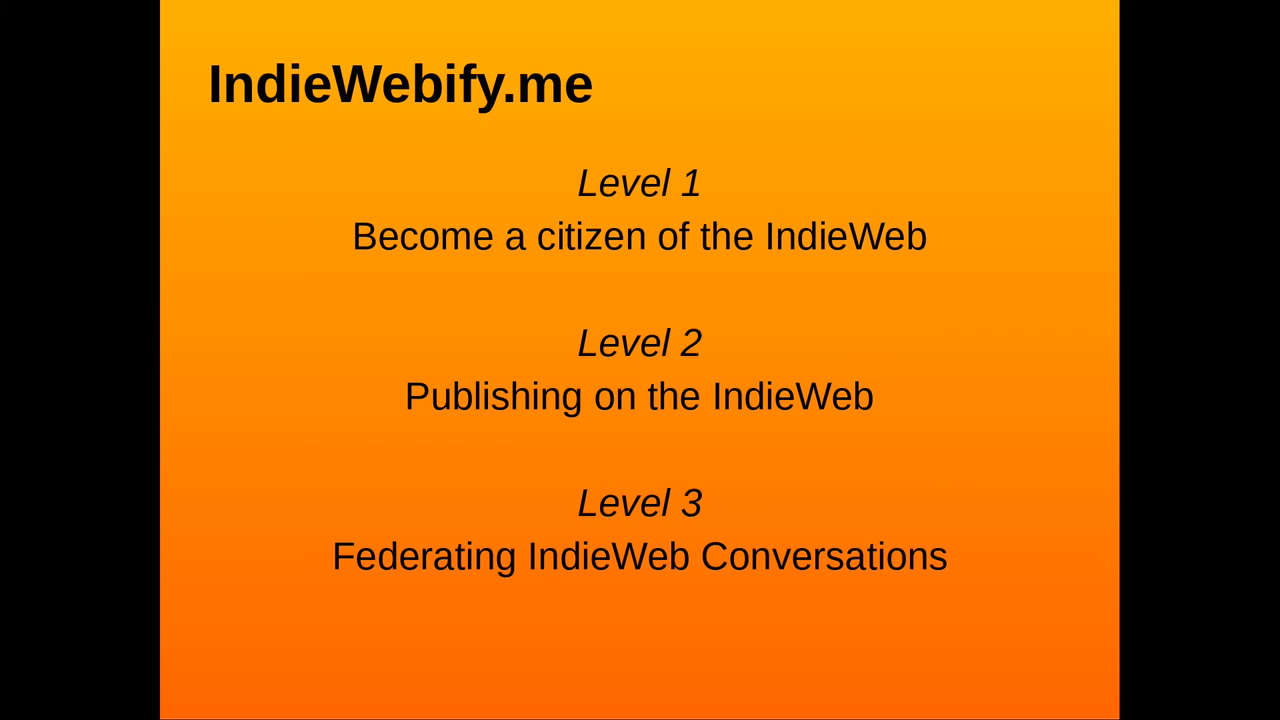 IndieWebify.me
Level 1
Become a citizen of the IndieWeb
Level 2
Publishing on the IndieWeb
Level 3
Federating IndieWeb Conversations